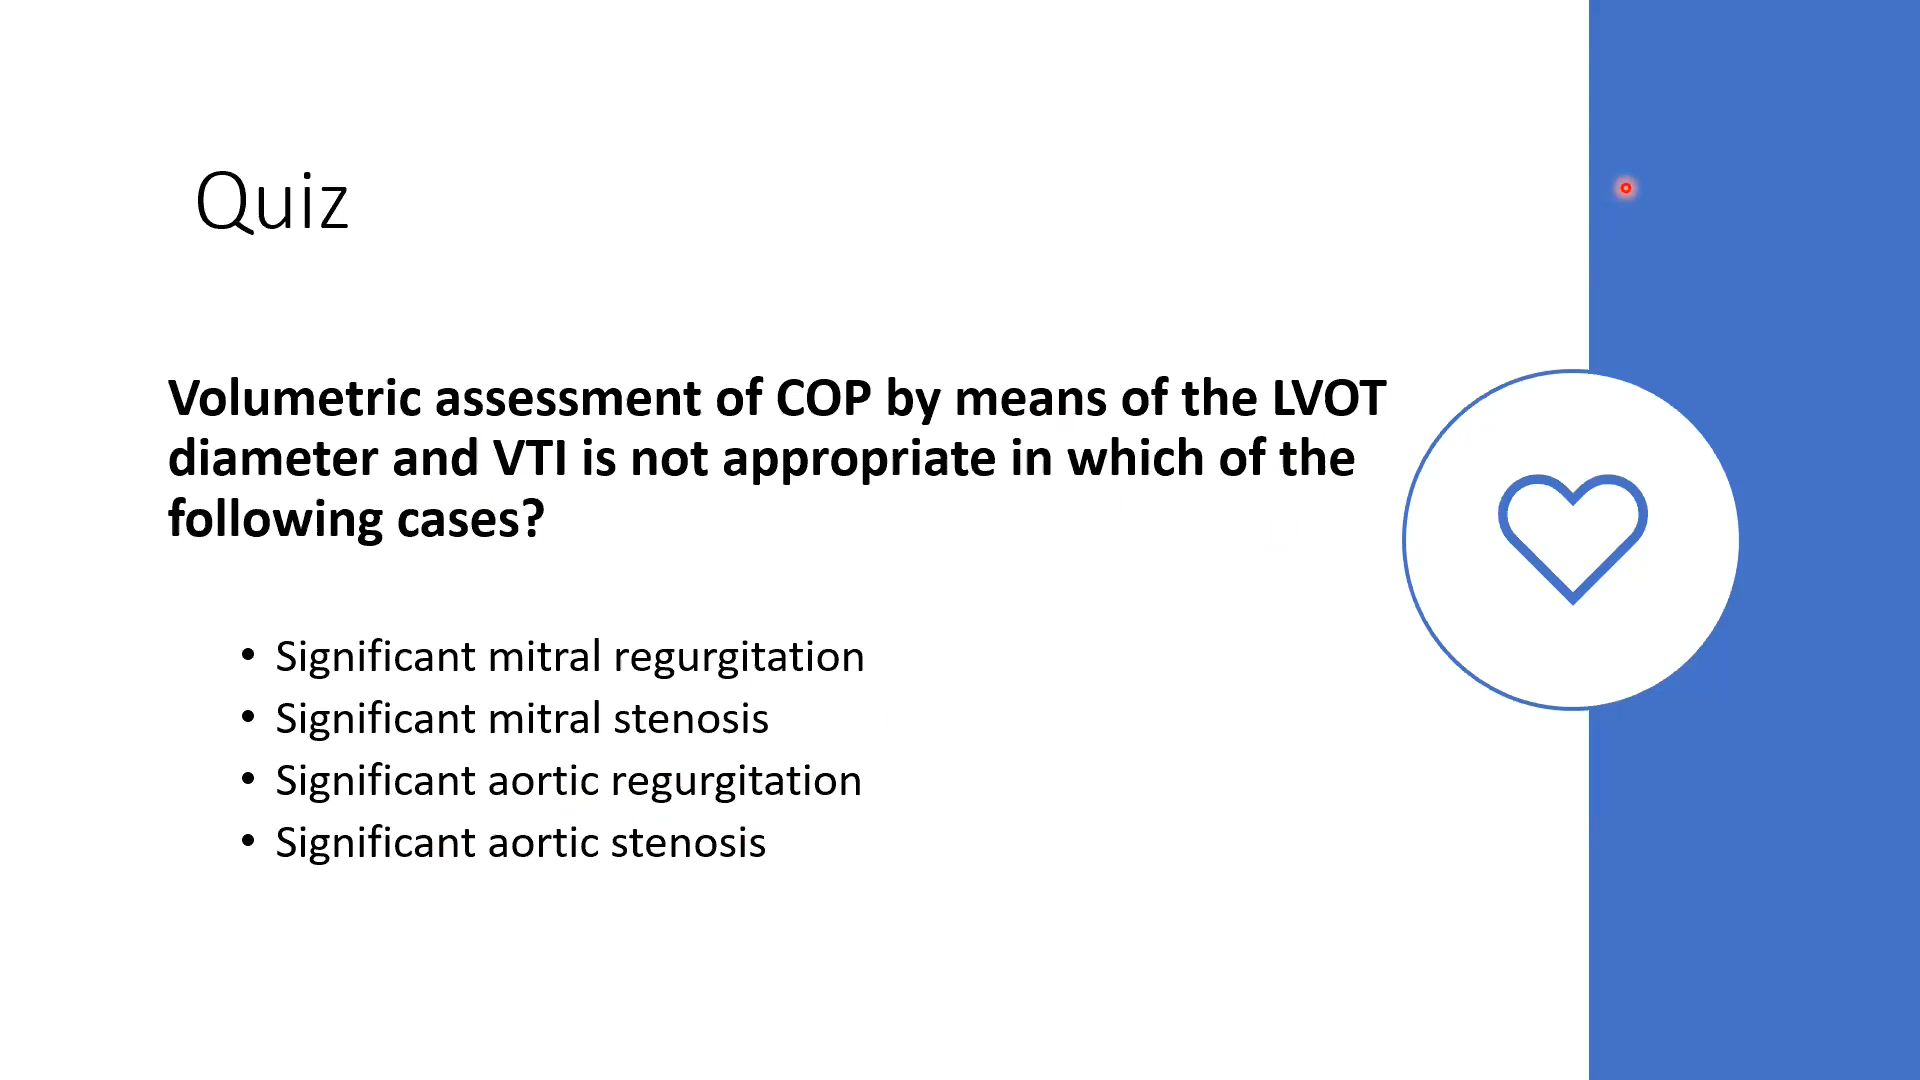 Quiz
Volumetric assessment of COP by means of the LVOT
diameter and VTI is not appropriate in which of the
following cases?
• Significant mitral regurgitation
• Significant mitral stenosis
• Significant aortic regurgitation
• Significant aortic stenosis